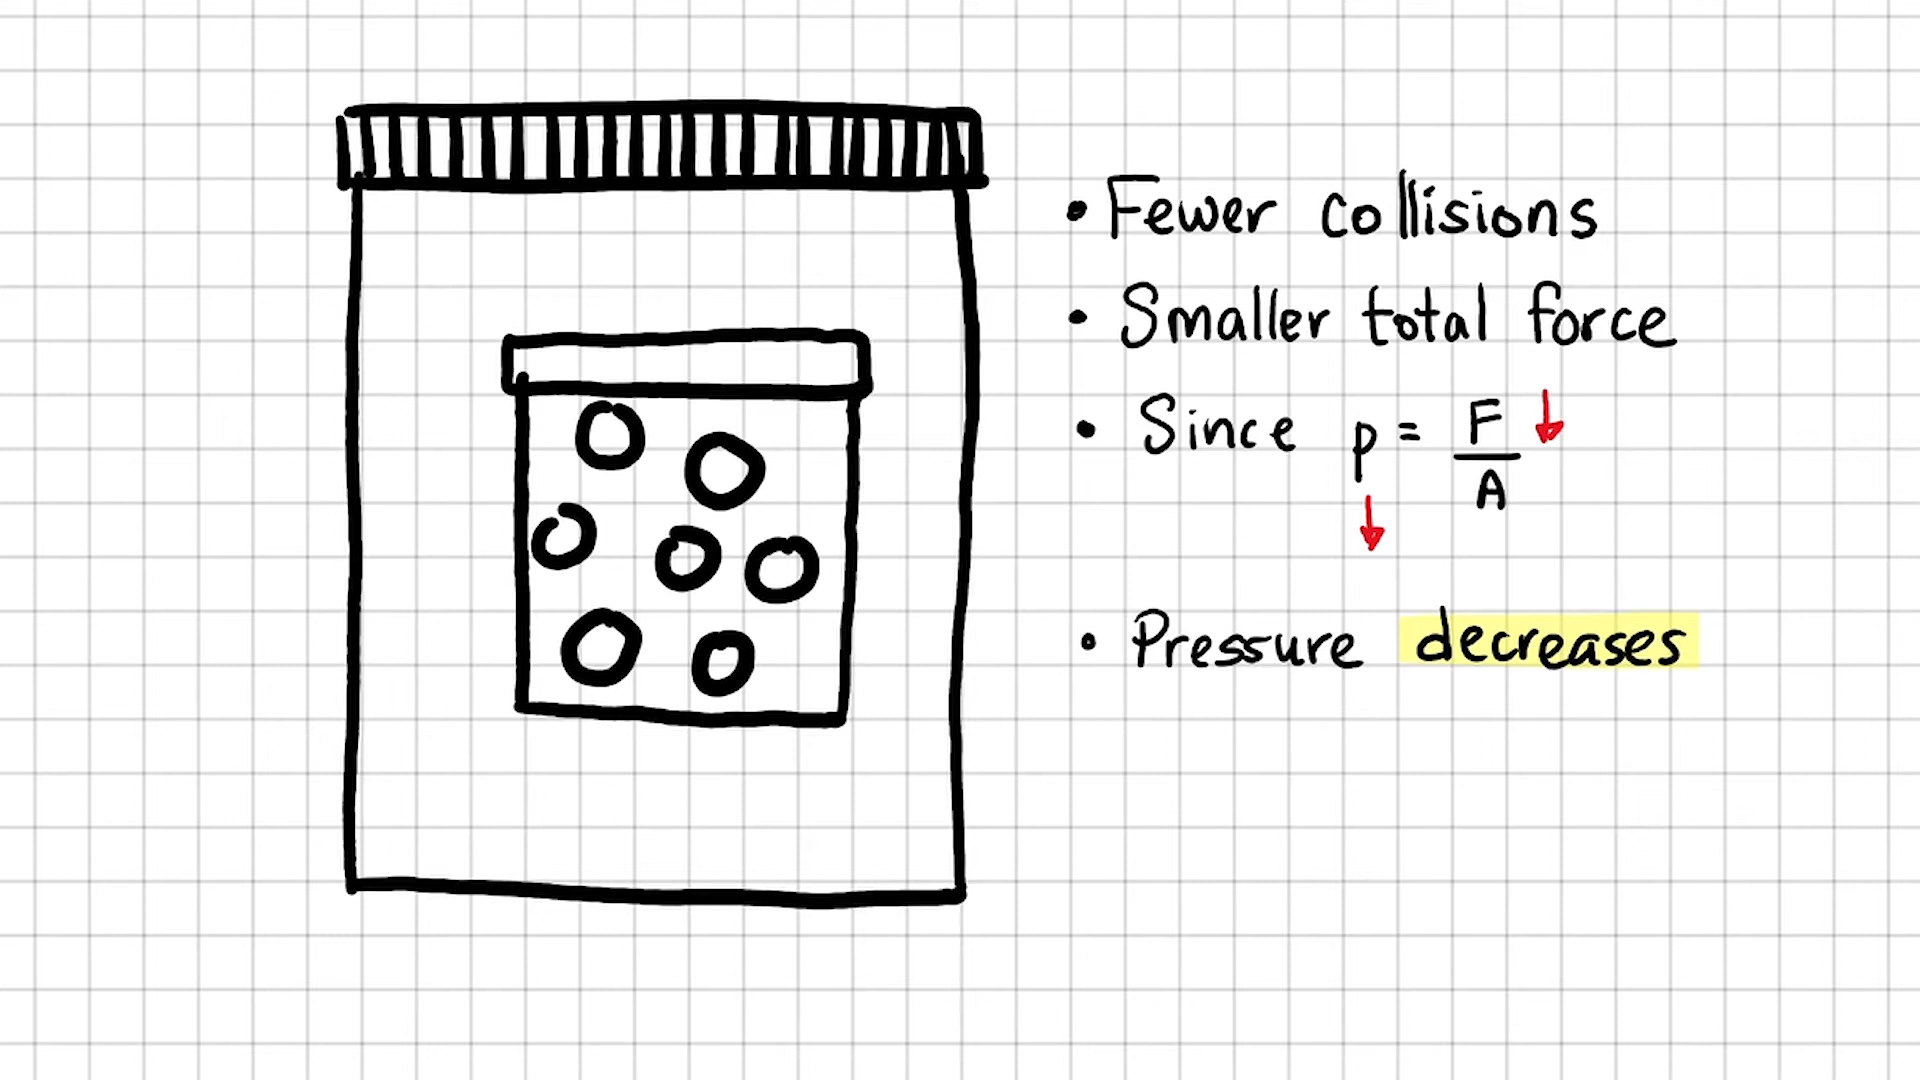 • Fewer collisions
• Smaller total force
• Since p = F/A ↓
↓
• Pressure decreases